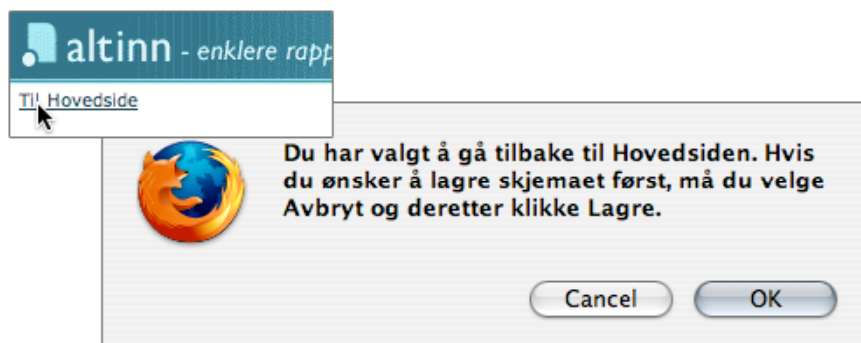 altinn - enklere
Til Hovedside
Du har valgt å gå tilbake til Hovedsiden. Hvis
du ønsker å lagre skjemaet først, må du velge
Avbryt og deretter klikke Lagre.
Cancel
OK